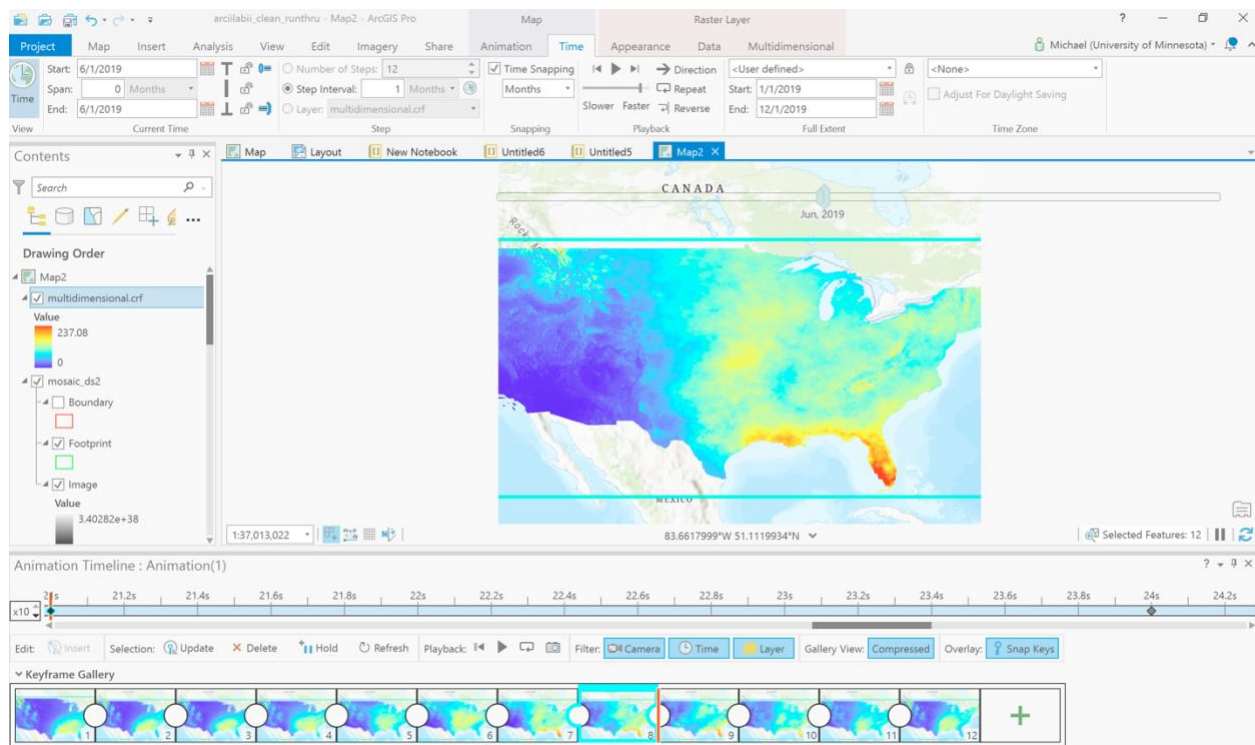 arciilabii_clean_runthru - Map2 - ArcGIS Pro
Map
Raster Layer
?
Project Map Insert Analysis View Edit Imagery Share Animation Time Appearance Data Multidimensional
Michael (University of Minnesota)
Time
View
Start: 6/1/2019
Span: 0 Months
End: 6/1/2019
Current Time
Number of Steps: 12
Step Interval: 1 Months
Layer: multidimensional.crf
Step
Time Snapping
Months
Snapping
Direction
Repeat
Slower Faster Reverse
Playback
<User defined>
Start: 1/1/2019
End: 12/1/2019
Full Extent
<None>
Adjust For Daylight Saving
Time Zone
Contents
Search
Drawing Order
Map2
multidimensional.crf
Value
237.08
0
mosaic_ds2
Boundary
Footprint
Image
Value
3.40282e+38
Map Layout New Notebook Untitled6 Untitled5 Map2
CANADA
Jun, 2019
Rocky M
MEXICO
1:37,013,022
83.6617999°W 51.1119934°N
Selected Features: 12
Animation Timeline : Animation(1)
?
x10
21.2s 21.4s 21.6s 21.8s 22s 22.2s 22.4s 22.6s 22.8s 23s 23.2s 23.4s 23.6s 23.8s 24s 24.2s
Edit: Insert Selection: Update Delete Hold Refresh Playback: Filter: Camera Time Layer Gallery View: Compressed Overlay: Snap Keys
Keyframe Gallery
1 2 3 4 5 6 7 8 9 10 11 12